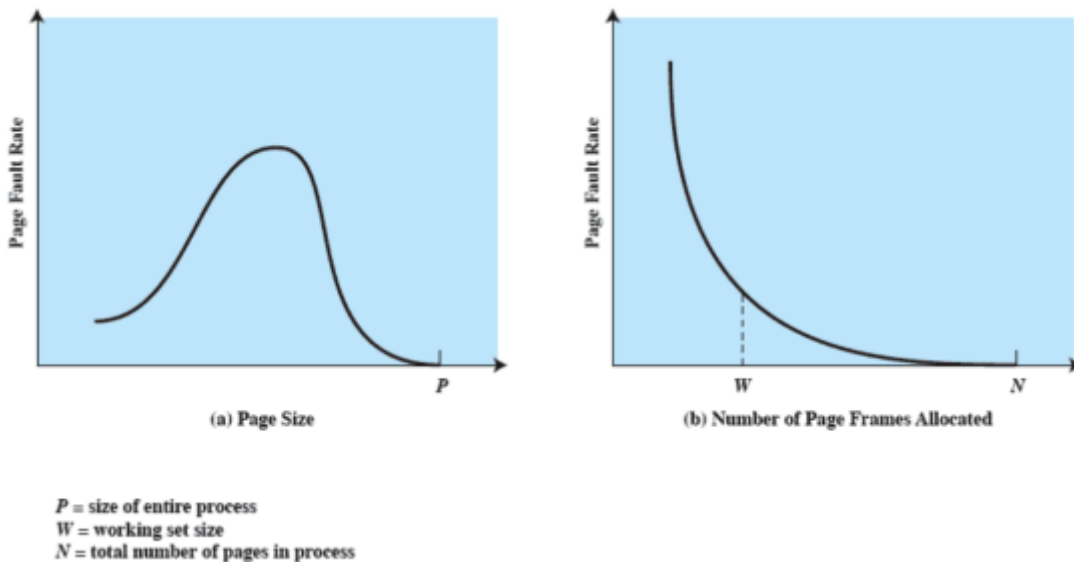 Page Fault Rate
P
(a) Page Size
Page Fault Rate
W N
(b) Number of Page Frames Allocated
P = size of entire process
W = working set size
N = total number of pages in process